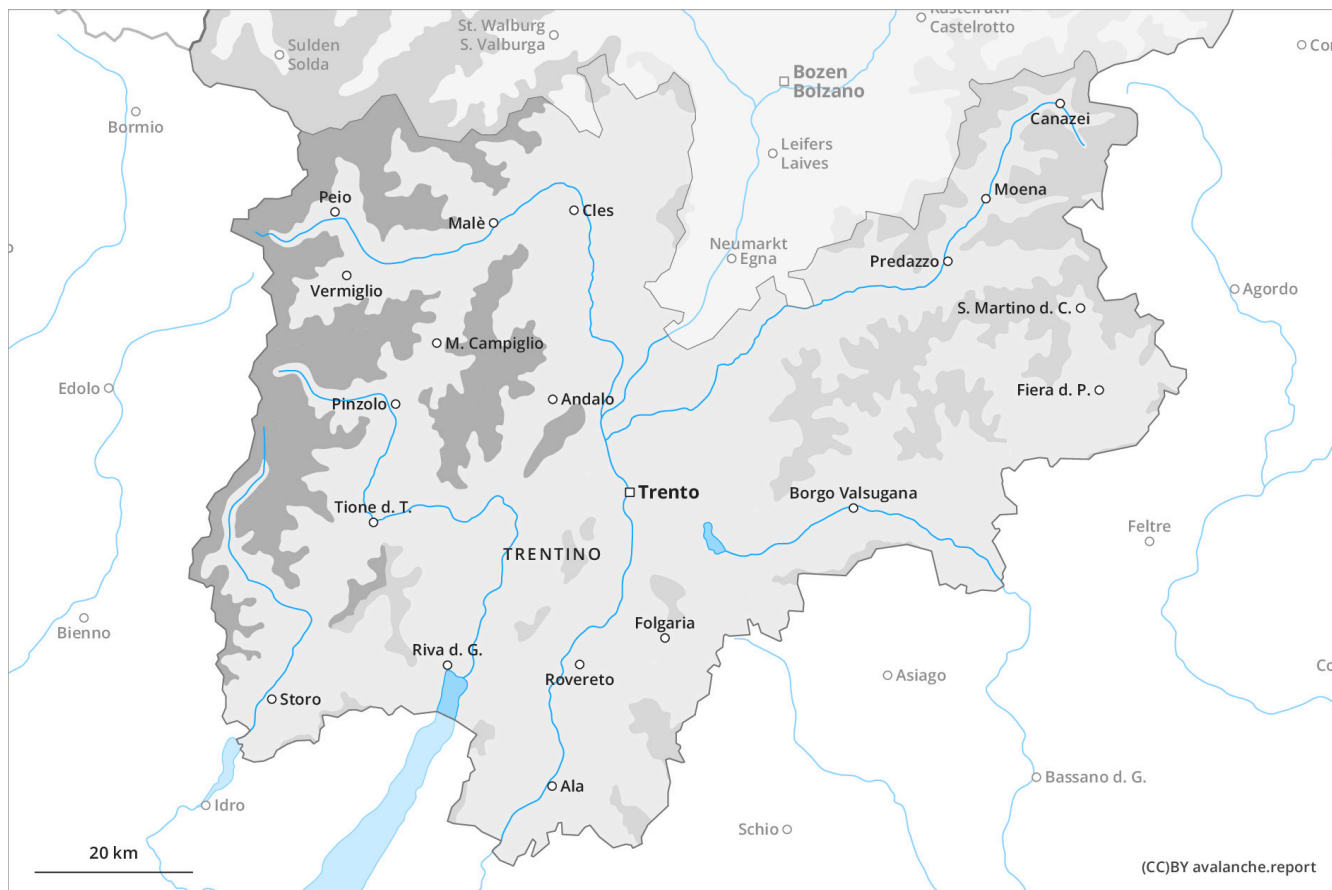 St. Walburg
S. Valburga
Castelrotto
Sulden
Solda
Bozen
Bolzano
Bormio
Canazei
Leifers
Laives
Moena
Peio
Malè
Cles
Neumarkt
Egna
Predazzo
Vermiglio
Agordo
S. Martino d. C.
M. Campiglio
Edolo
Fiera d. P.
Pinzolo
Andalo
Trento
Borgo Valsugana
Tione d. T.
Feltre
TRENTINO
Bienno
Folgaria
Riva d. G.
Rovereto
Asiago
Storo
Bassano d. G.
Ala
Idro
Schio
20 km
(CC)BY avalanche.report